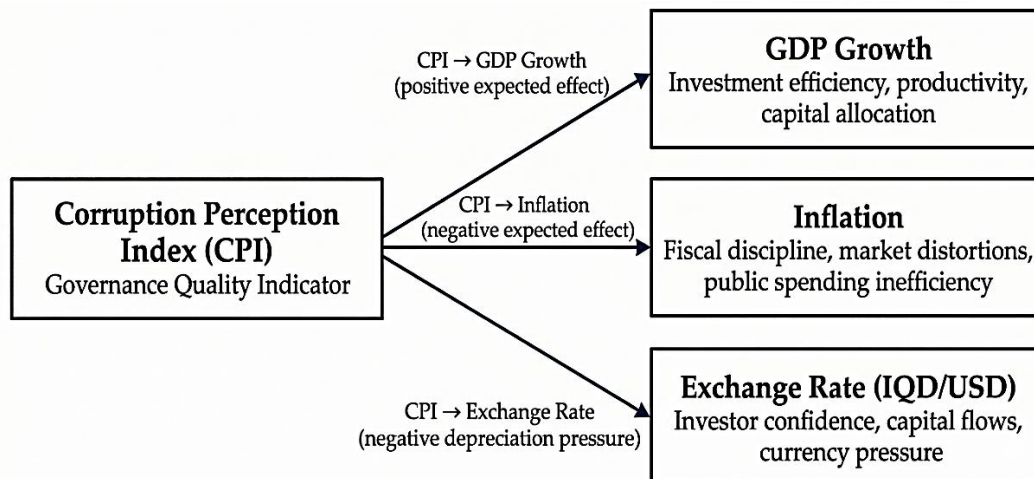 Corruption Perception
Index (CPI)
Governance Quality Indicator
CPI → GDP Growth
(positive expected effect)
GDP Growth
Investment efficiency, productivity,
capital allocation
CPI → Inflation
(negative expected effect)
Inflation
Fiscal discipline, market distortions,
public spending inefficiency
CPI → Exchange Rate
(negative depreciation pressure)
Exchange Rate (IQD/USD)
Investor confidence, capital flows,
currency pressure